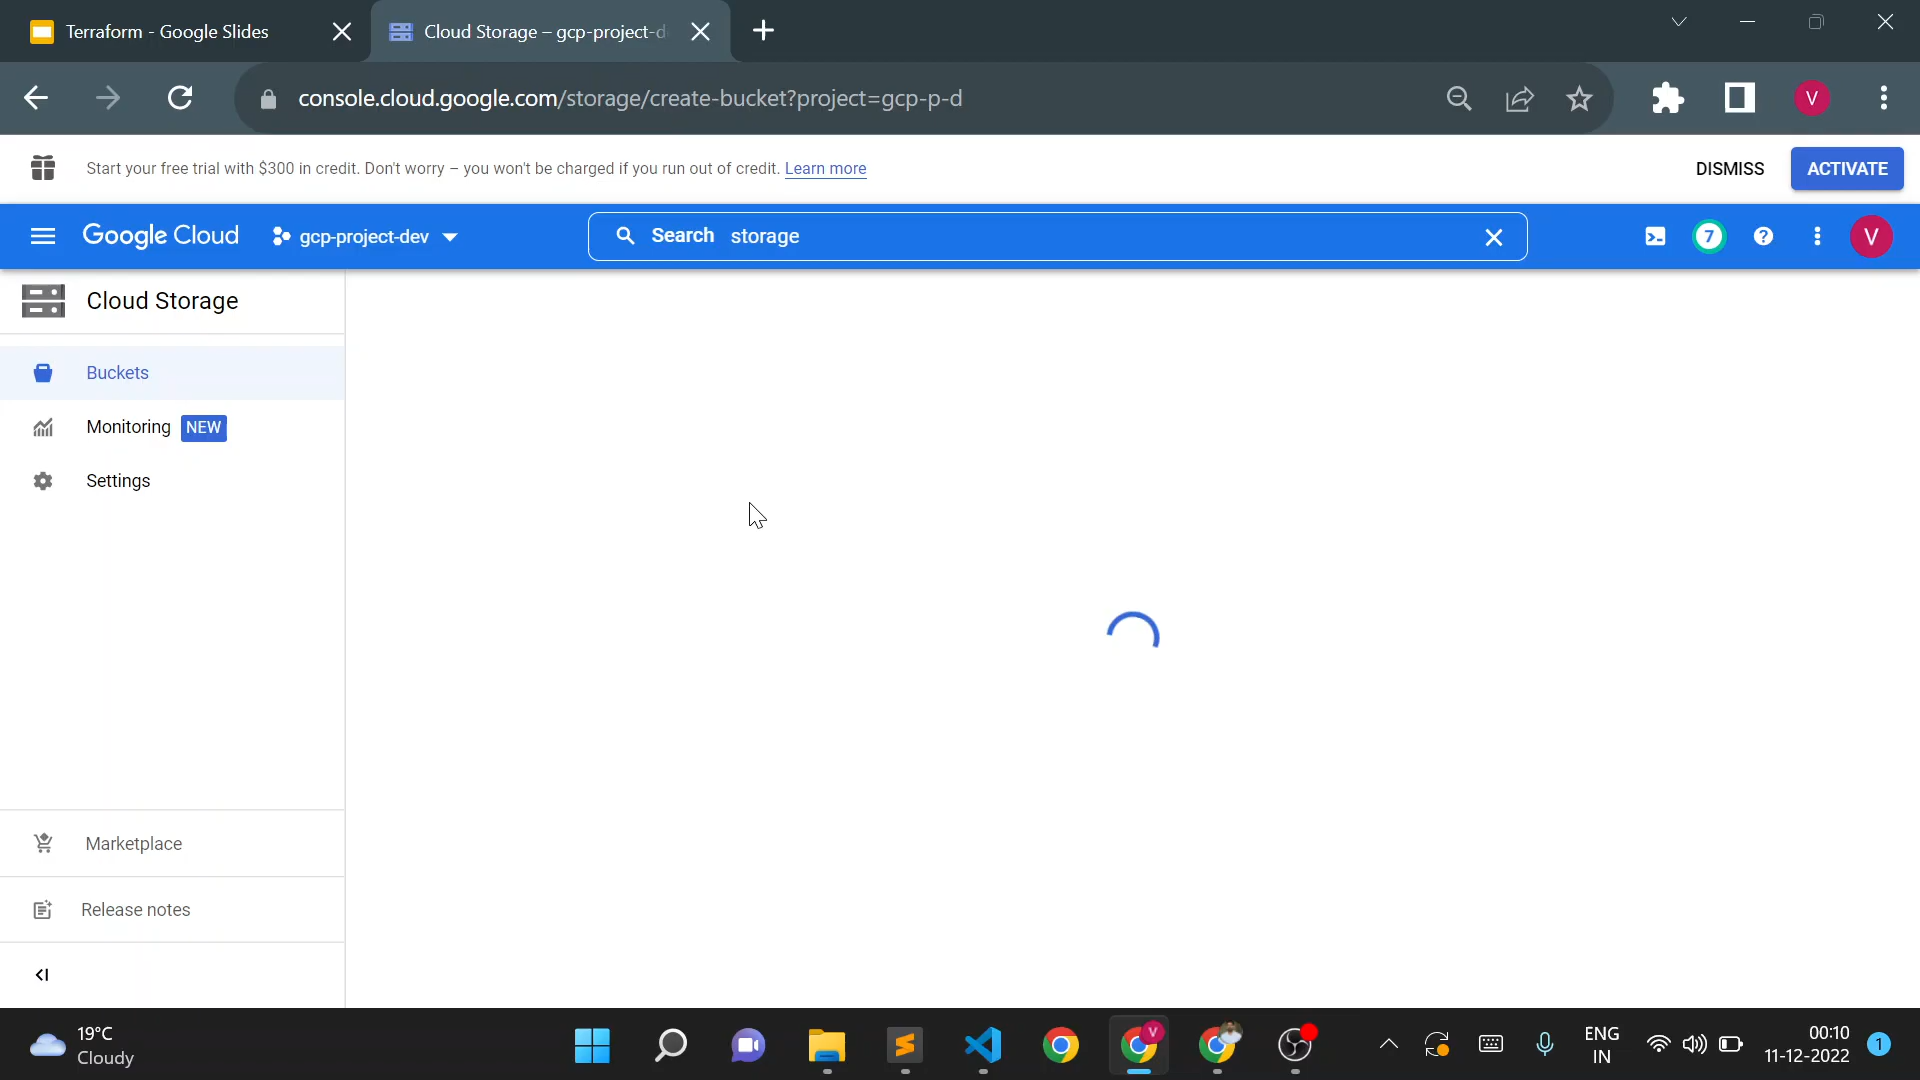 Terraform - Google Slides
Cloud Storage – gcp-project-d
console.cloud.google.com/storage/create-bucket?project=gcp-p-d
V
Start your free trial with $300 in credit. Don't worry – you won't be charged if you run out of credit. Learn more
DISMISS
ACTIVATE
Google Cloud
gcp-project-dev
Search storage
7
?
V
Cloud Storage
Buckets
Monitoring NEW
Settings
Marketplace
Release notes
19°C
Cloudy
V
ENG
IN
00:10
11-12-2022
1